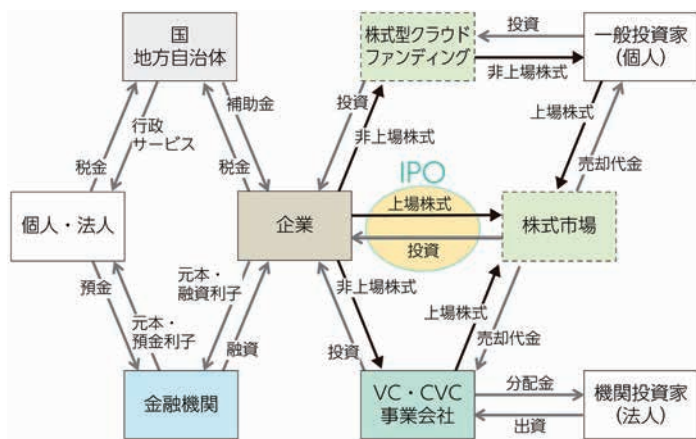 国
地方自治体
株式型クラウド
ファンディング
投資
一般投資家
(個人)
非上場株式
補助金
投資
行政
サービス
税金
税金
非上場株式
上場株式
売却代金
IPO
個人・法人
企業
上場株式
投資
株式市場
預金
元本・
預金利子
元本・
融資利子
融資
非上場株式
投資
上場株式
売却代金
金融機関
VC・CVC
事業会社
分配金
出資
機関投資家
(法人)